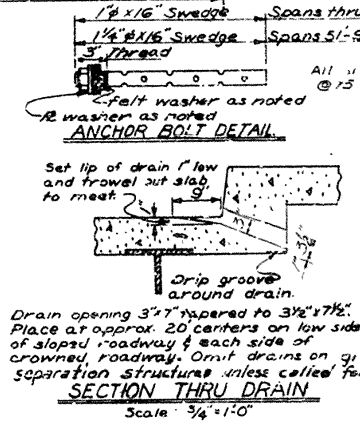 1"φ x 16" Swedge Spans thru
1¼"φ x 16" Swedge Spans 51'-
3" Thread
All
felt washer as noted
washer as noted
ANCHOR BOLT DETAIL
Set lip of drain 1" low
and trowel out slab
to meet.
9"
1"
3"
Drip groove
around drain.
Drain opening 3"x7" tapered to 3½"x7½".
Place at approx. 20' centers on low side
of sloped roadway & each side of
crowned roadway. Omit drains on
separation structures unless called
SECTION THRU DRAIN
Scale: ¾"=1'-0"